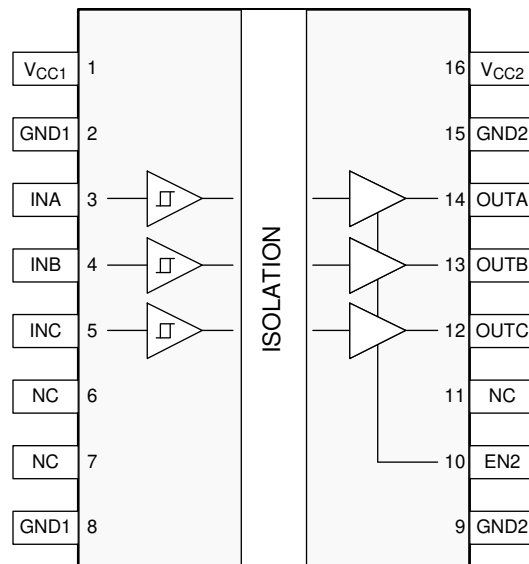 VCC1 1 16 VCC2
GND1 2 15 GND2
INA 3 14 OUTA
INB 4 13 OUTB
INC 5 12 OUTC
NC 6 11 NC
NC 7 10 EN2
GND1 8 9 GND2
ISOLATION